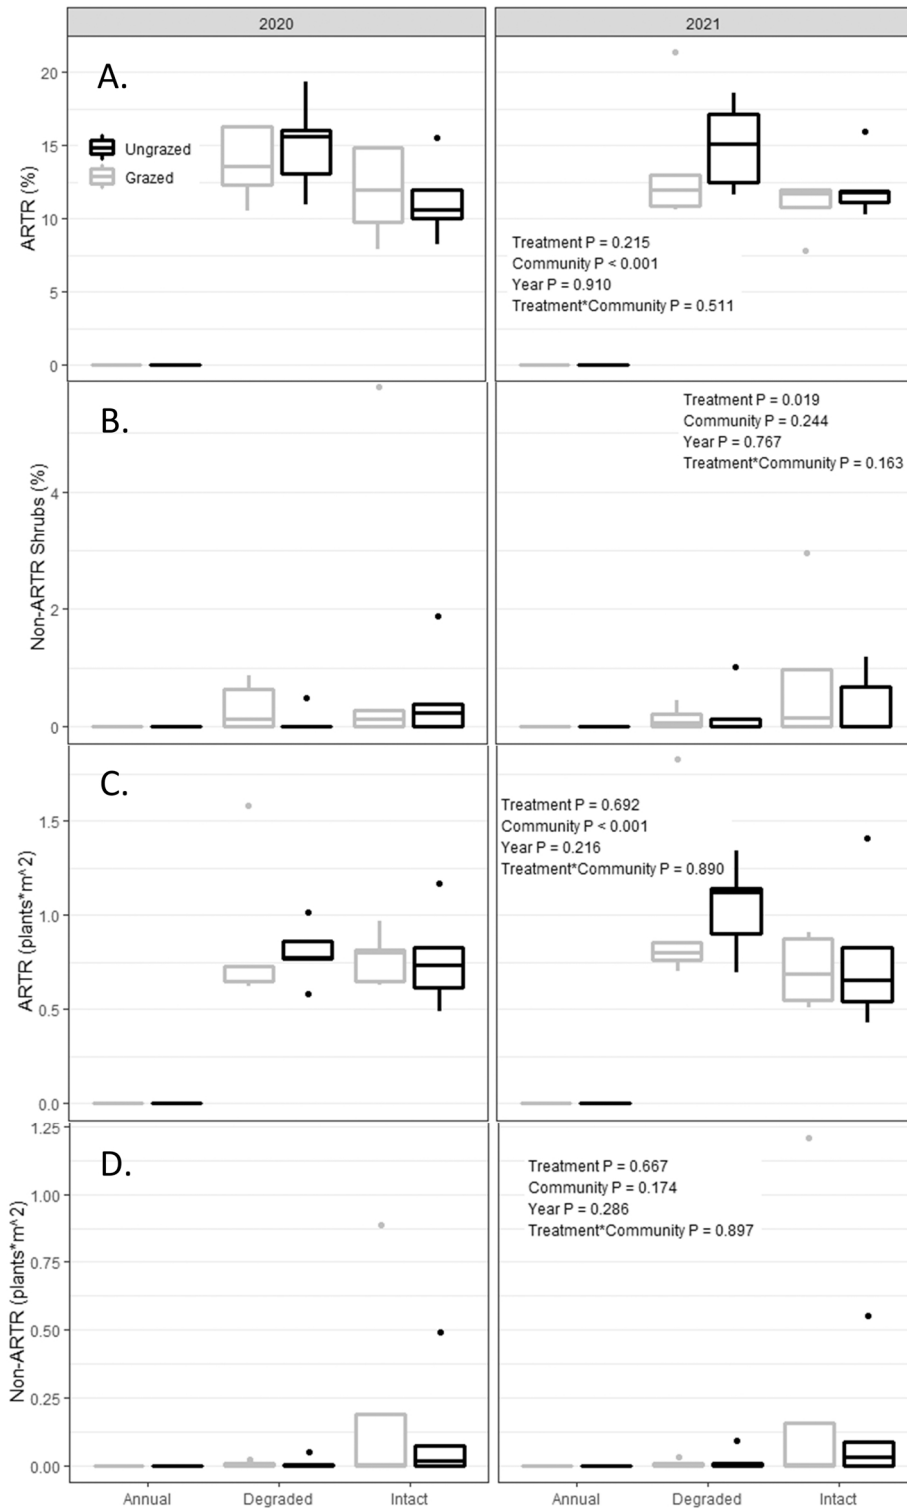 2020
2021
A.
20
15
10
5
0
ARTR (%)
Ungrazed
Grazed
Treatment P = 0.215
Community P < 0.001
Year P = 0.910
Treatment*Community P = 0.511
B.
4
2
0
Non-ARTR Shrubs (%)
Treatment P = 0.019
Community P = 0.244
Year P = 0.767
Treatment*Community P = 0.163
C.
1.5
1.0
0.5
0.0
ARTR (plants*m^2)
Treatment P = 0.692
Community P < 0.001
Year P = 0.216
Treatment*Community P = 0.890
D.
1.25
1.00
0.75
0.50
0.25
0.00
Non-ARTR (plants*m^2)
Treatment P = 0.667
Community P = 0.174
Year P = 0.286
Treatment*Community P = 0.897
Annual Degraded Intact
Annual Degraded Intact